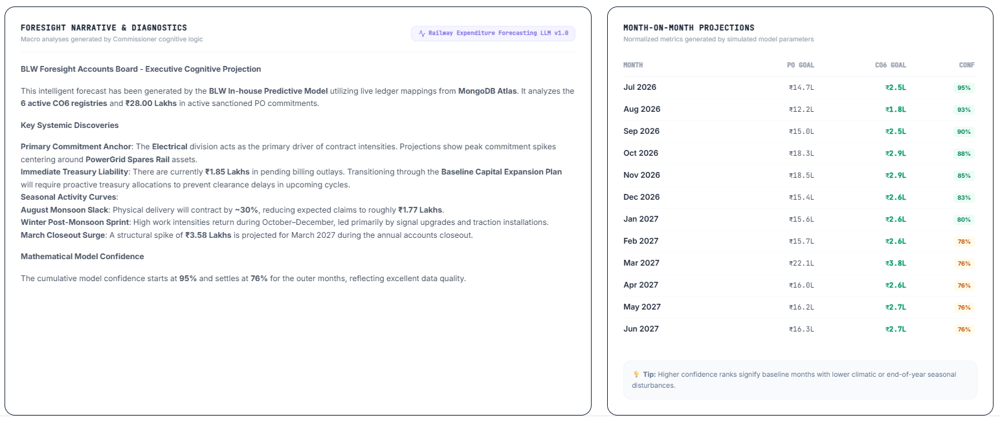 FORESIGHT NARRATIVE & DIAGNOSTICS
Macro analyses generated by Commissioner cognitive logic
Railway Expenditure Forecasting LLM v1.0
BLW Foresight Accounts Board - Executive Cognitive Projection
This intelligent forecast has been generated by the BLW In-house Predictive Model utilizing live ledger mappings from MongoDB Atlas. It analyzes the
6 active CO6 registries and ₹28.00 Lakhs in active sanctioned PO commitments.
Key Systemic Discoveries
Primary Commitment Anchor: The Electrical division acts as the primary driver of contract intensities. Projections show peak commitment spikes
centering around PowerGrid Spares Rail assets.
Immediate Treasury Liability: There are currently ₹1.85 Lakhs in pending billing outlays. Transitioning through the Baseline Capital Expansion Plan
will require proactive treasury allocations to prevent clearance delays in upcoming cycles.
Seasonal Activity Curves:
August Monsoon Slack: Physical delivery will contract by ~30%, reducing expected claims to roughly ₹1.77 Lakhs.
Winter Post-Monsoon Sprint: High work intensities return during October–December, led primarily by signal upgrades and traction installations.
March Closeout Surge: A structural spike of ₹3.58 Lakhs is projected for March 2027 during the annual accounts closeout.
Mathematical Model Confidence
The cumulative model confidence starts at 95% and settles at 76% for the outer months, reflecting excellent data quality.
MONTH-ON-MONTH PROJECTIONS
Normalized metrics generated by simulated model parameters
MONTH PO GOAL CO6 GOAL CONF
Jul 2026 ₹14.7L ₹2.5L 95%
Aug 2026 ₹12.2L ₹1.8L 93%
Sep 2026 ₹15.0L ₹2.5L 90%
Oct 2026 ₹18.3L ₹2.9L 88%
Nov 2026 ₹18.5L ₹2.9L 85%
Dec 2026 ₹15.4L ₹2.6L 83%
Jan 2027 ₹15.6L ₹2.6L 80%
Feb 2027 ₹15.7L ₹2.6L 78%
Mar 2027 ₹22.1L ₹3.8L 76%
Apr 2027 ₹16.0L ₹2.6L 76%
May 2027 ₹16.2L ₹2.7L 76%
Jun 2027 ₹16.3L ₹2.7L 76%
💡 Tip: Higher confidence ranks signify baseline months with lower climatic or end-of-year seasonal
disturbances.